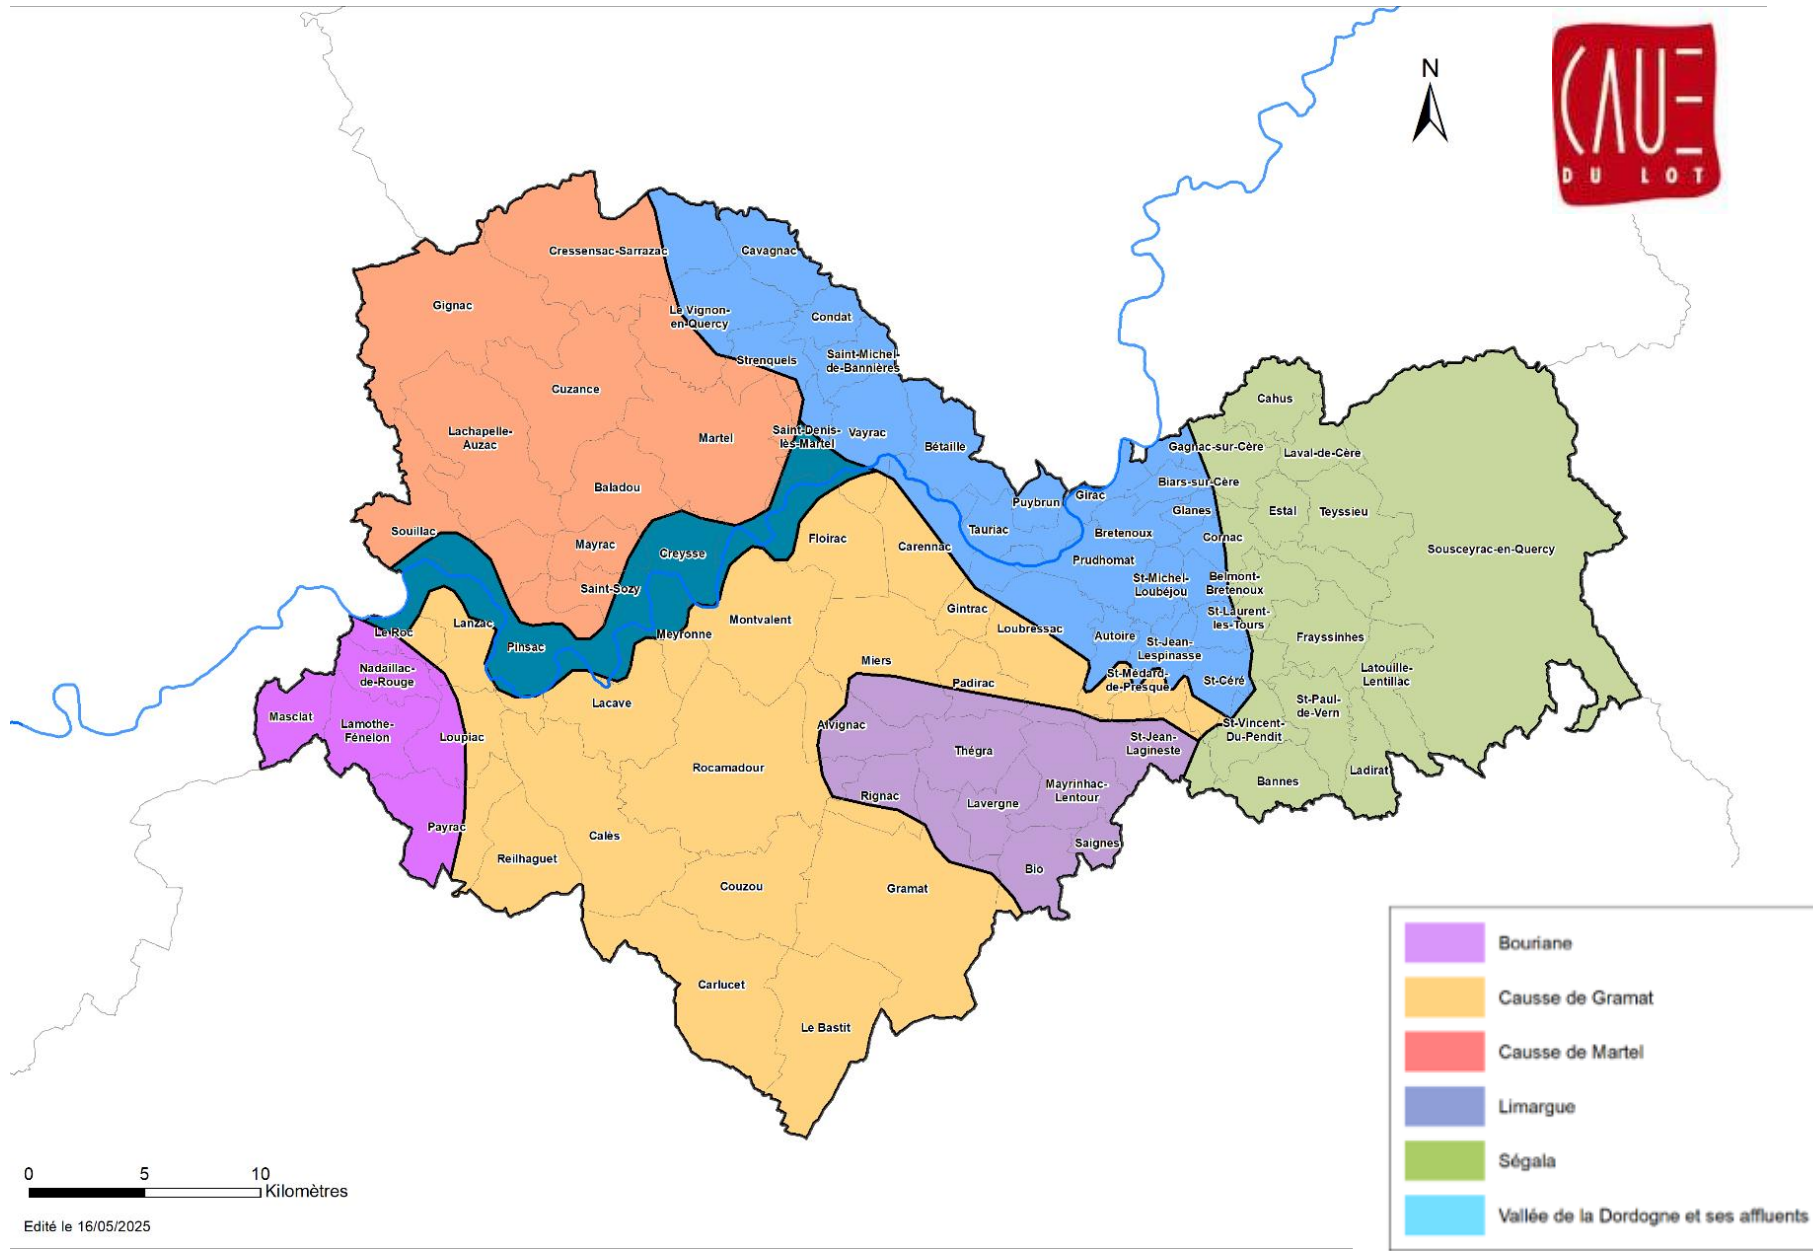 N
CAUE
DU LOT
Cressensac-Sarrazac
Cavagnac
Gignac
Le Vignon-
en-Quercy
Condat
Strenquels
Saint-Michel-
de-Bannières
Cuzance
Cahus
Lachapelle-
Auzac
Martel
Saint-Denis-
lès-Martel
Vayrac
Bétaille
Gagnac-sur-Cère
Laval-de-Cère
Baladou
Biars-sur-Cère
Puybrun
Girac
Glanes
Estal
Teyssieu
Souillac
Tauriac
Bretenoux
Cornac
Mayrac
Creysse
Floirac
Carennac
Sousceyrac-en-Quercy
Prudhomat
Saint-Sozy
St-Michel-
Loubéjou
Belmont-
Bretenoux
Gintrac
St-Laurent-
les-Tours
Lanzac
Montvalent
Le Roc
Meyronne
Loubressac
Autoire
Frayssinhes
Pinsac
St-Jean-
Lespinasse
Nadaillac-
de-Rouge
Miers
Latouille-
Lentillac
Padirac
St-Médard-
de-Presque
St-Céré
Lacave
St-Paul-
de-Vern
Masclat
Lamothe-
Fénelon
Loupiac
Alvignac
St-Vincent-
Du-Pendit
Thégra
St-Jean-
Lagineste
Rocamadour
Ladirat
Bannes
Rignac
Mayrinhac-
Lentour
Lavergne
Payrac
Calès
Saignes
Reilhaguet
Bio
Couzou
Gramat
Carlucet
Le Bastit
Bouriane
Causse de Gramat
Causse de Martel
Limargue
Ségala
Vallée de la Dordogne et ses affluents
0 5 10
Kilomètres
Edité le 16/05/2025